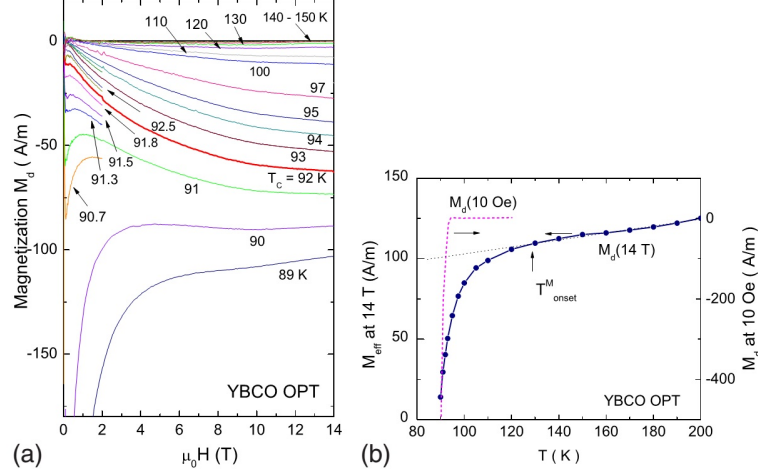 140 - 150 K
130
120
110
0
100
97
95
94
93
92.5
91.8
91.5
91.3
T_C = 92 K
91
90.7
90
89 K
-50
-100
-150
Magnetization M_d ( A/m )
YBCO OPT
0 2 4 6 8 10 12 14
(a) μ₀H (T)
150
100
50
0
M_eff at 14 T (A/m)
M_d(10 Oe)
M_d(14 T)
T^M_onset
YBCO OPT
0
-200
-400
M_d at 10 Oe ( A/m )
80 100 120 140 160 180 200
(b) T ( K )